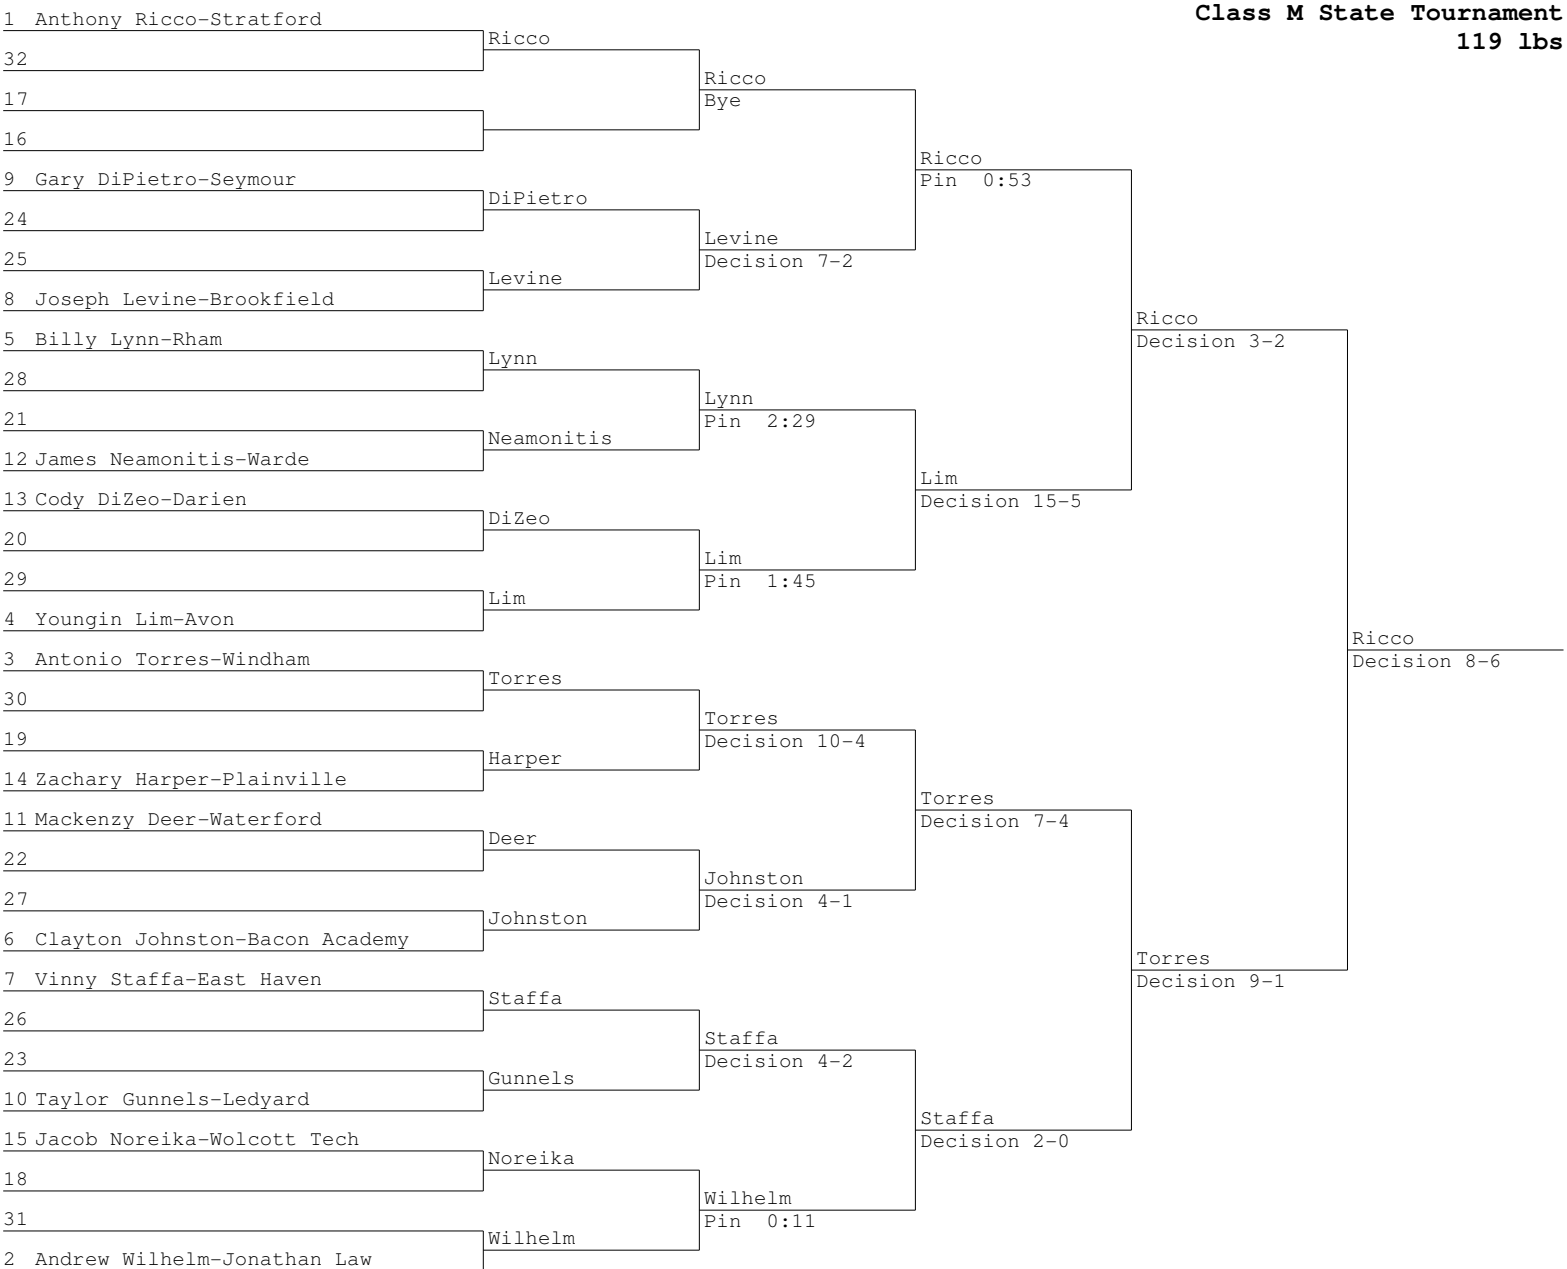 Class M State Tournament
119 lbs
1 Anthony Ricco-Stratford
32
17
16
9 Gary DiPietro-Seymour
24
25
8 Joseph Levine-Brookfield
5 Billy Lynn-Rham
28
21
12 James Neamonitis-Warde
13 Cody DiZeo-Darien
20
29
4 Youngin Lim-Avon
3 Antonio Torres-Windham
30
19
14 Zachary Harper-Plainville
11 Mackenzy Deer-Waterford
22
27
6 Clayton Johnston-Bacon Academy
7 Vinny Staffa-East Haven
26
23
10 Taylor Gunnels-Ledyard
15 Jacob Noreika-Wolcott Tech
18
31
2 Andrew Wilhelm-Jonathan Law
Ricco
DiPietro
Levine
Lynn
Neamonitis
DiZeo
Lim
Torres
Harper
Deer
Johnston
Staffa
Gunnels
Noreika
Wilhelm
Ricco
Bye
Levine
Decision 7-2
Lynn
Pin 2:29
Lim
Pin 1:45
Torres
Decision 10-4
Johnston
Decision 4-1
Staffa
Decision 4-2
Wilhelm
Pin 0:11
Ricco
Pin 0:53
Lim
Decision 15-5
Torres
Decision 7-4
Staffa
Decision 2-0
Ricco
Decision 3-2
Torres
Decision 9-1
Ricco
Decision 8-6